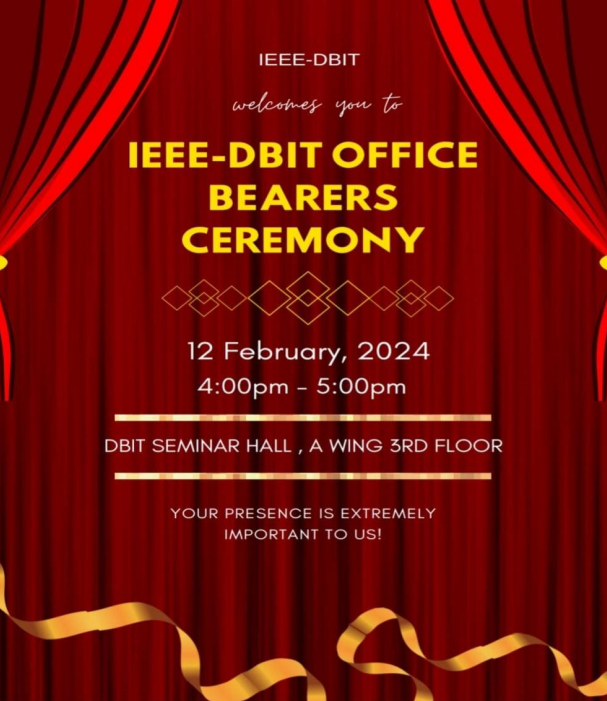 IEEE-DBIT
welcomes you to
IEEE-DBIT OFFICE
BEARERS
CEREMONY
12 February, 2024
4:00pm - 5:00pm
DBIT SEMINAR HALL , A WING 3RD FLOOR
YOUR PRESENCE IS EXTREMELY
IMPORTANT TO US!